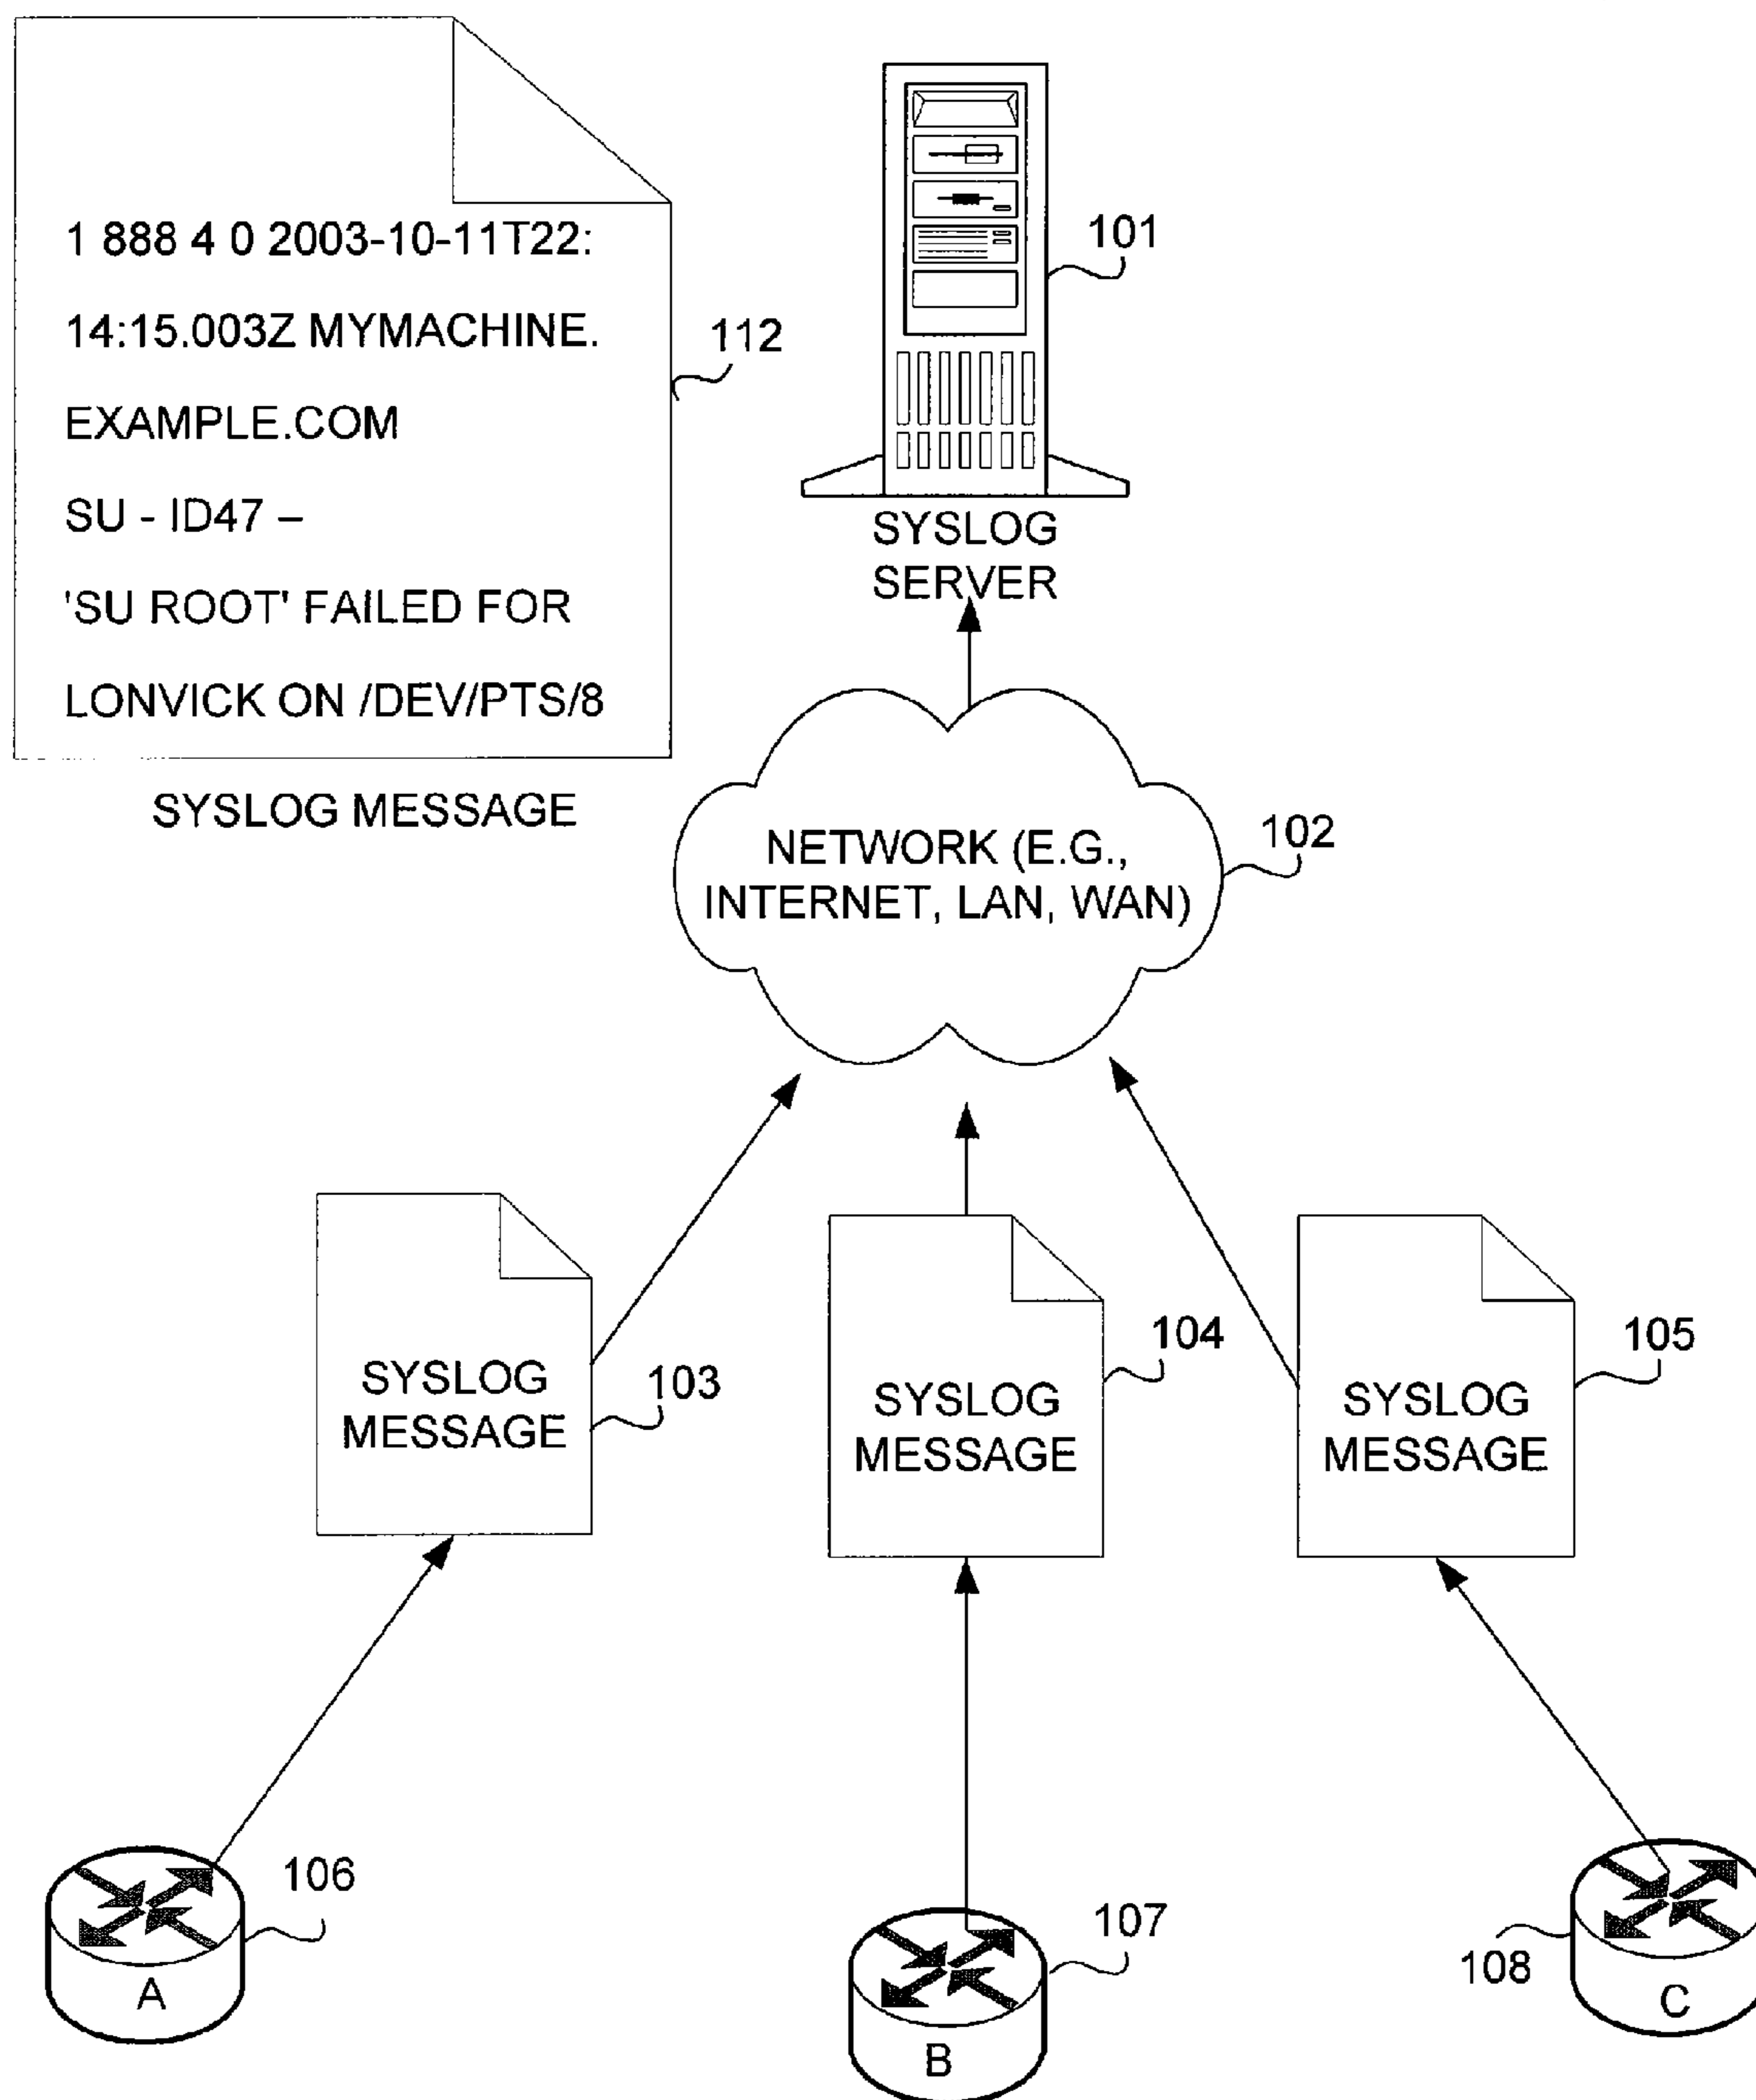 1 888 4 0 2003-10-11T22:
14:15.003Z MYMACHINE.
EXAMPLE.COM
SU - ID47 –
'SU ROOT' FAILED FOR
LONVICK ON /DEV/PTS/8
112
SYSLOG MESSAGE
101
SYSLOG
SERVER
102
NETWORK (E.G.,
INTERNET, LAN, WAN)
SYSLOG
MESSAGE
103
SYSLOG
MESSAGE
104
SYSLOG
MESSAGE
105
106
A
107
B
108
C